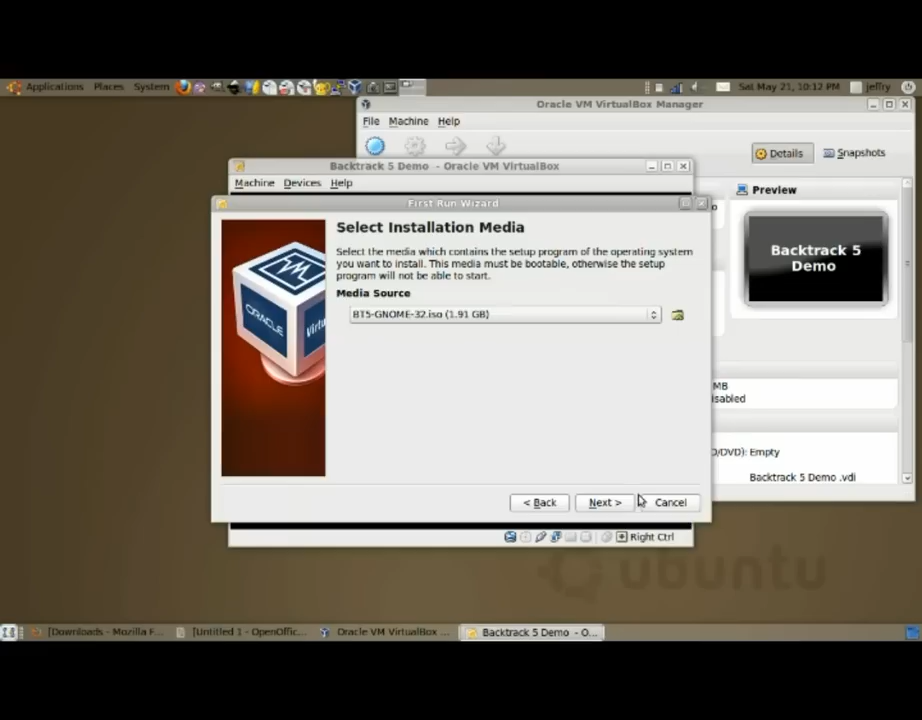 Applications Places System
Sat May 21, 10:12 PM jeffry
Oracle VM VirtualBox Manager
File Machine Help
Details Snapshots
Backtrack 5 Demo - Oracle VM VirtualBox
Machine Devices Help
Preview
Backtrack 5
Demo
First Run Wizard
Select Installation Media
Select the media which contains the setup program of the operating system
you want to install. This media must be bootable, otherwise the setup
program will not be able to start.
Media Source
BT5-GNOME-32.iso (1.91 GB)
ORACLE
MB
isabled
D/DVD): Empty
Backtrack 5 Demo .vdi
< Back Next > Cancel
Right Ctrl
ubuntu
[Downloads - Mozilla F... [Untitled 1 - OpenOffic... Oracle VM VirtualBox ... Backtrack 5 Demo - O...